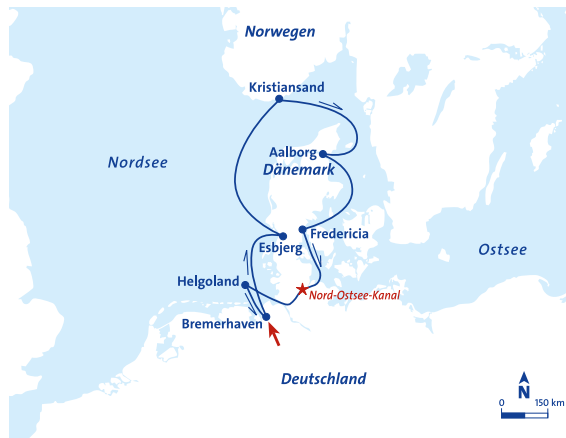 Norwegen
Kristiansand
Nordsee
Aalborg
Dänemark
Fredericia
Esbjerg
Ostsee
Helgoland
Nord-Ostsee-Kanal
Bremerhaven
Deutschland
N
0 150 km